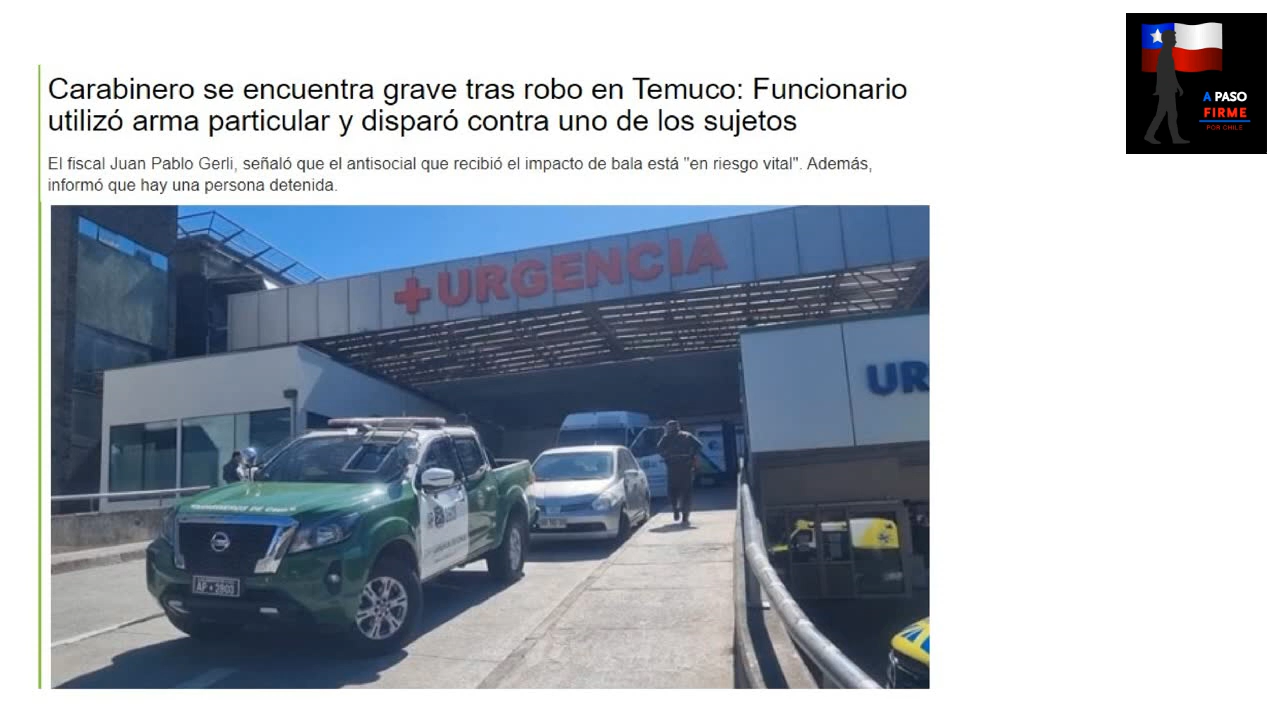 Carabinero se encuentra grave tras robo en Temuco: Funcionario
utilizó arma particular y disparó contra uno de los sujetos
El fiscal Juan Pablo Gerli, señaló que el antisocial que recibió el impacto de bala está "en riesgo vital". Además,
informó que hay una persona detenida.
A PASO
FIRME
POR CHILE
+URGENCIA
UR
CARABINEROS DE CHILE
AP 2803